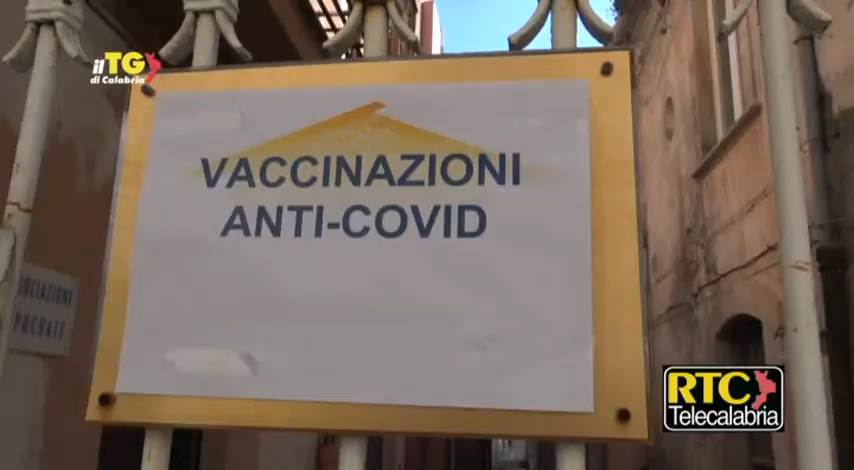 il TG
di Calabria
VACCINAZIONI
ANTI-COVID
RTC
Telecalabria